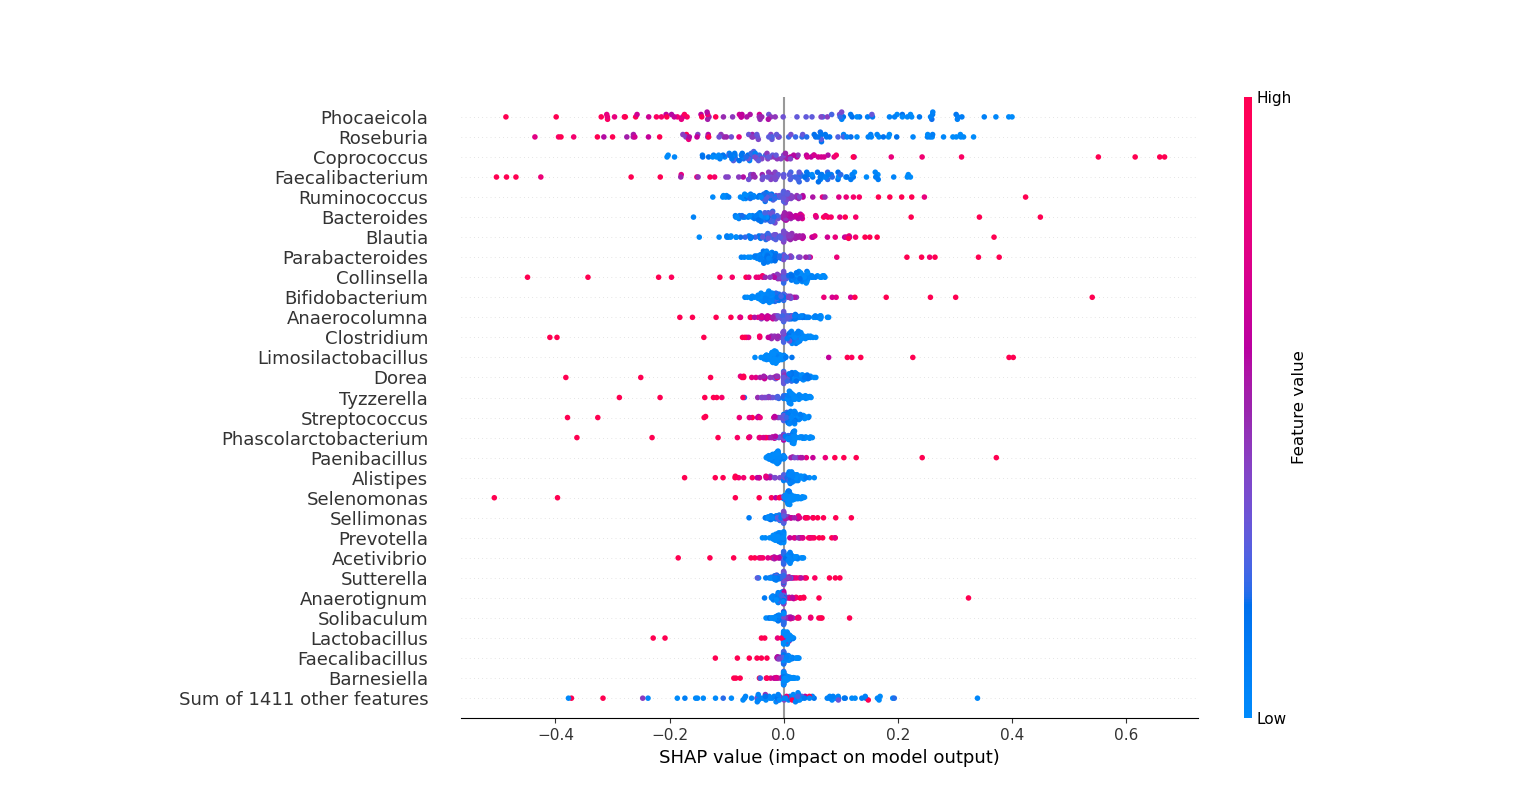 High
Phocaeicola
Roseburia
Coprococcus
Faecalibacterium
Ruminococcus
Bacteroides
Blautia
Parabacteroides
Collinsella
Bifidobacterium
Anaerocolumna
Clostridium
Limosilactobacillus
Dorea
Tyzzerella
Streptococcus
Phascolarctobacterium
Paenibacillus
Alistipes
Selenomonas
Sellimonas
Prevotella
Acetivibrio
Sutterella
Anaerotignum
Solibaculum
Lactobacillus
Faecalibacillus
Barnesiella
Sum of 1411 other features
Feature value
Low
−0.4 −0.2 0.0 0.2 0.4 0.6
SHAP value (impact on model output)